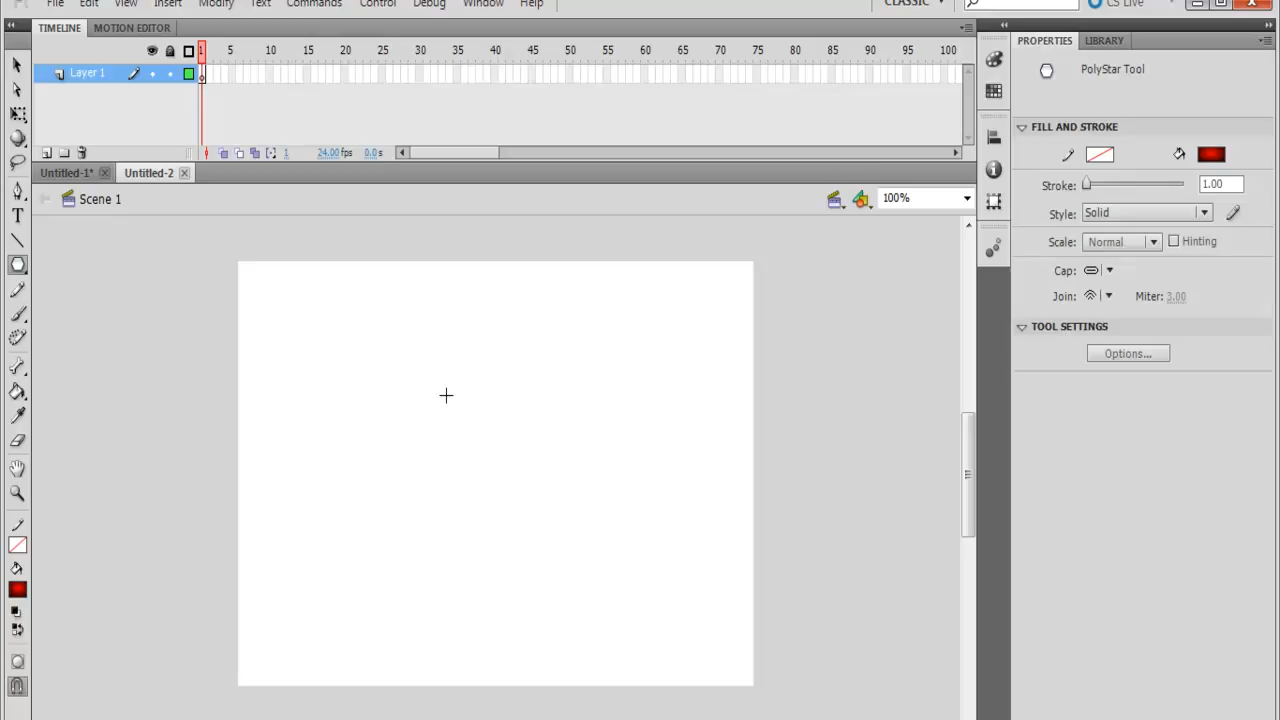 File Edit View Insert Modify Text Commands Control Debug Window Help
CLASSIC
CS Live
TIMELINE MOTION EDITOR
PROPERTIES LIBRARY
1 5 10 15 20 25 30 35 40 45 50 55 60 65 70 75 80 85 90 95 100
Layer 1
PolyStar Tool
FILL AND STROKE
1 24.00 fps 0.0 s
Untitled-1* Untitled-2
Stroke: 1.00
Scene 1
100%
Style: Solid
Scale: Normal Hinting
Cap:
Join: Miter: 3.00
TOOL SETTINGS
Options...
T